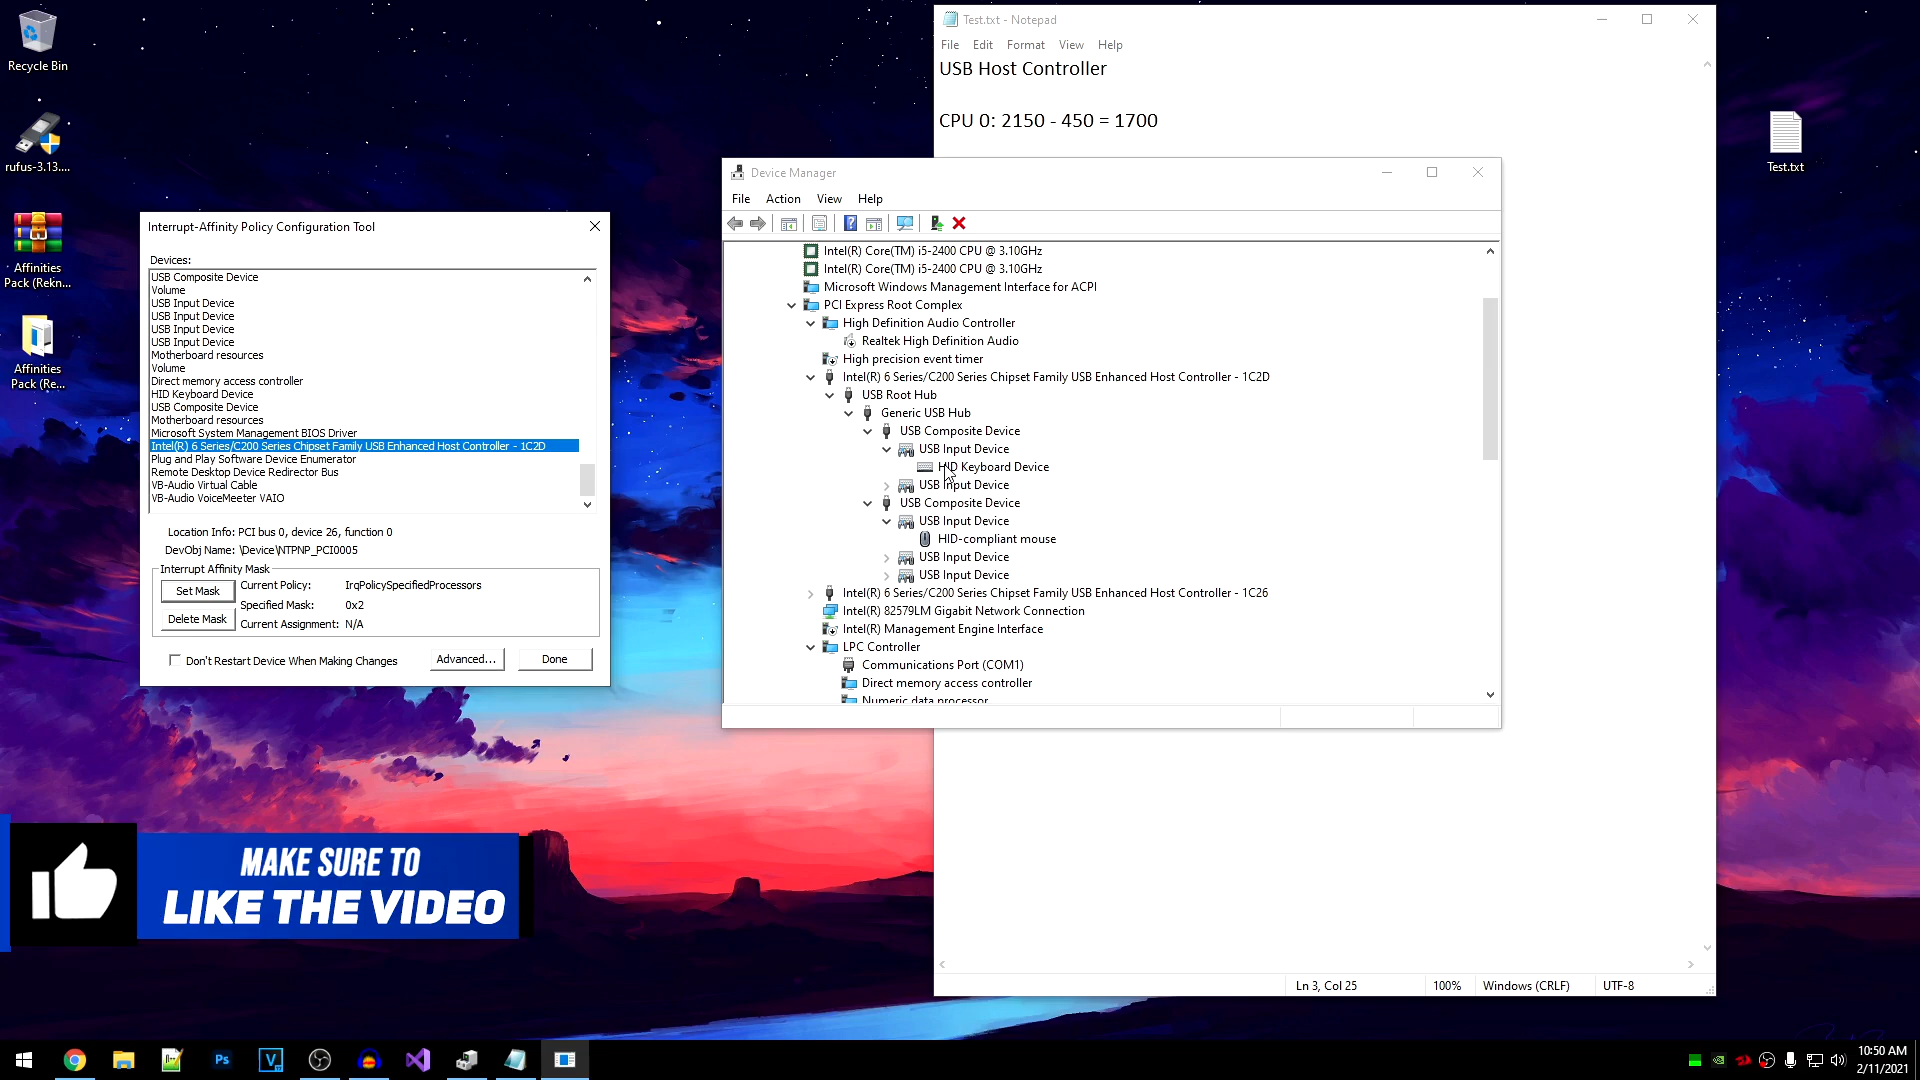 Recycle Bin
rufus-3.13....
Affinities
Pack (Rekn...
Affinities
Pack (Re...
Test.txt
Test.txt - Notepad
File Edit Format View Help
USB Host Controller
CPU 0: 2150 - 450 = 1700
Ln 3, Col 25 100% Windows (CRLF) UTF-8
Interrupt-Affinity Policy Configuration Tool
Devices:
USB Composite Device
Volume
USB Input Device
USB Input Device
USB Input Device
USB Input Device
Motherboard resources
Volume
Direct memory access controller
HID Keyboard Device
USB Composite Device
Motherboard resources
Microsoft System Management BIOS Driver
Intel(R) 6 Series/C200 Series Chipset Family USB Enhanced Host Controller - 1C2D
Plug and Play Software Device Enumerator
Remote Desktop Device Redirector Bus
VB-Audio Virtual Cable
VB-Audio VoiceMeeter VAIO
Location Info: PCI bus 0, device 26, function 0
DevObj Name: \Device\NTPNP_PCI0005
Interrupt Affinity Mask
Set Mask Current Policy: IrqPolicySpecifiedProcessors
Specified Mask: 0x2
Delete Mask Current Assignment: N/A
Don't Restart Device When Making Changes Advanced... Done
Device Manager
File Action View Help
Intel(R) Core(TM) i5-2400 CPU @ 3.10GHz
Intel(R) Core(TM) i5-2400 CPU @ 3.10GHz
Microsoft Windows Management Interface for ACPI
PCI Express Root Complex
High Definition Audio Controller
Realtek High Definition Audio
High precision event timer
Intel(R) 6 Series/C200 Series Chipset Family USB Enhanced Host Controller - 1C2D
USB Root Hub
Generic USB Hub
USB Composite Device
USB Input Device
HID Keyboard Device
USB Input Device
USB Composite Device
USB Input Device
HID-compliant mouse
USB Input Device
USB Input Device
Intel(R) 6 Series/C200 Series Chipset Family USB Enhanced Host Controller - 1C26
Intel(R) 82579LM Gigabit Network Connection
Intel(R) Management Engine Interface
LPC Controller
Communications Port (COM1)
Direct memory access controller
Numeric data processor
MAKE SURE TO
LIKE THE VIDEO
Ps
V
10:50 AM
2/11/2021